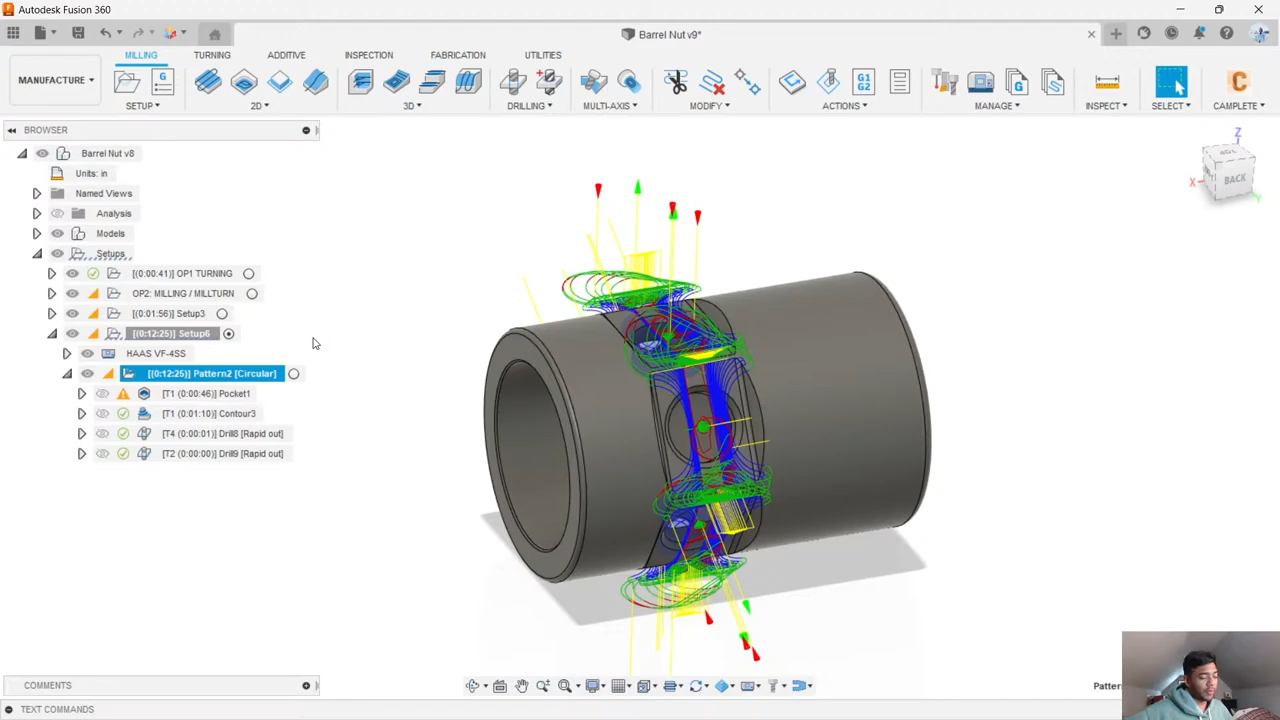 Autodesk Fusion 360
Barrel Nut v9*
MANUFACTURE
MILLING TURNING ADDITIVE INSPECTION FABRICATION UTILITIES
G1
G2
SETUP 2D 3D DRILLING MULTI-AXIS MODIFY ACTIONS MANAGE INSPECT SELECT CAMPLETE
BROWSER
Barrel Nut v8
Units: in
Named Views
Analysis
Models
Setups
[(0:00:41)] OP1 TURNING
OP2: MILLING / MILLTURN
[(0:01:56)] Setup3
[(0:12:25)] Setup6
HAAS VF-4SS
[(0:12:25)] Pattern2 [Circular]
[T1 (0:00:46)] Pocket1
[T1 (0:01:10)] Contour3
[T4 (0:00:01)] Drill8 [Rapid out]
[T2 (0:00:00)] Drill9 [Rapid out]
Z
X
BACK
COMMENTS
Pattern
TEXT COMMANDS